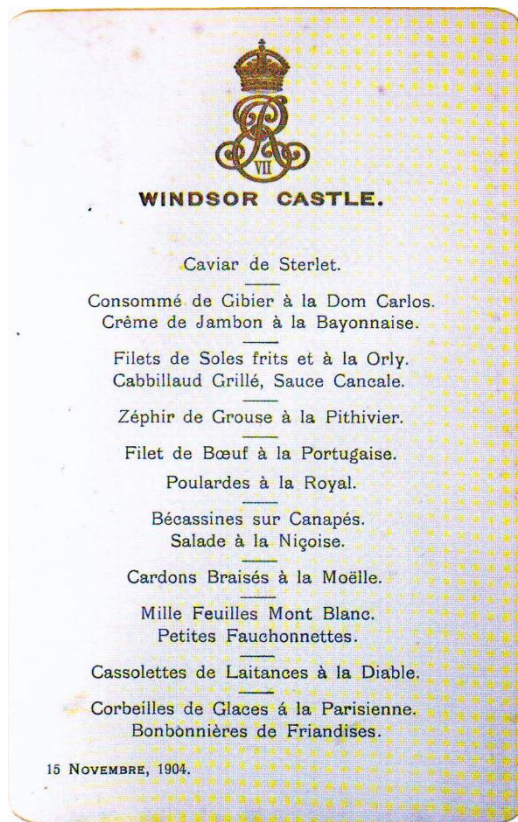 VII
WINDSOR CASTLE.
Caviar de Sterlet.
Consommé de Gibier à la Dom Carlos.
Crême de Jambon à la Bayonnaise.
Filets de Soles frits et à la Orly.
Cabbillaud Grillé, Sauce Cancale.
Zéphir de Grouse à la Pithivier.
Filet de Bœuf à la Portugaise.
Poulardes à la Royal.
Bécassines sur Canapés.
Salade à la Niçoise.
Cardons Braisés à la Moëlle.
Mille Feuilles Mont Blanc.
Petites Fauchonnettes.
Cassolettes de Laitances à la Diable.
Corbeilles de Glaces á la Parisienne.
Bonbonnières de Friandises.
15 NOVEMBRE, 1904.